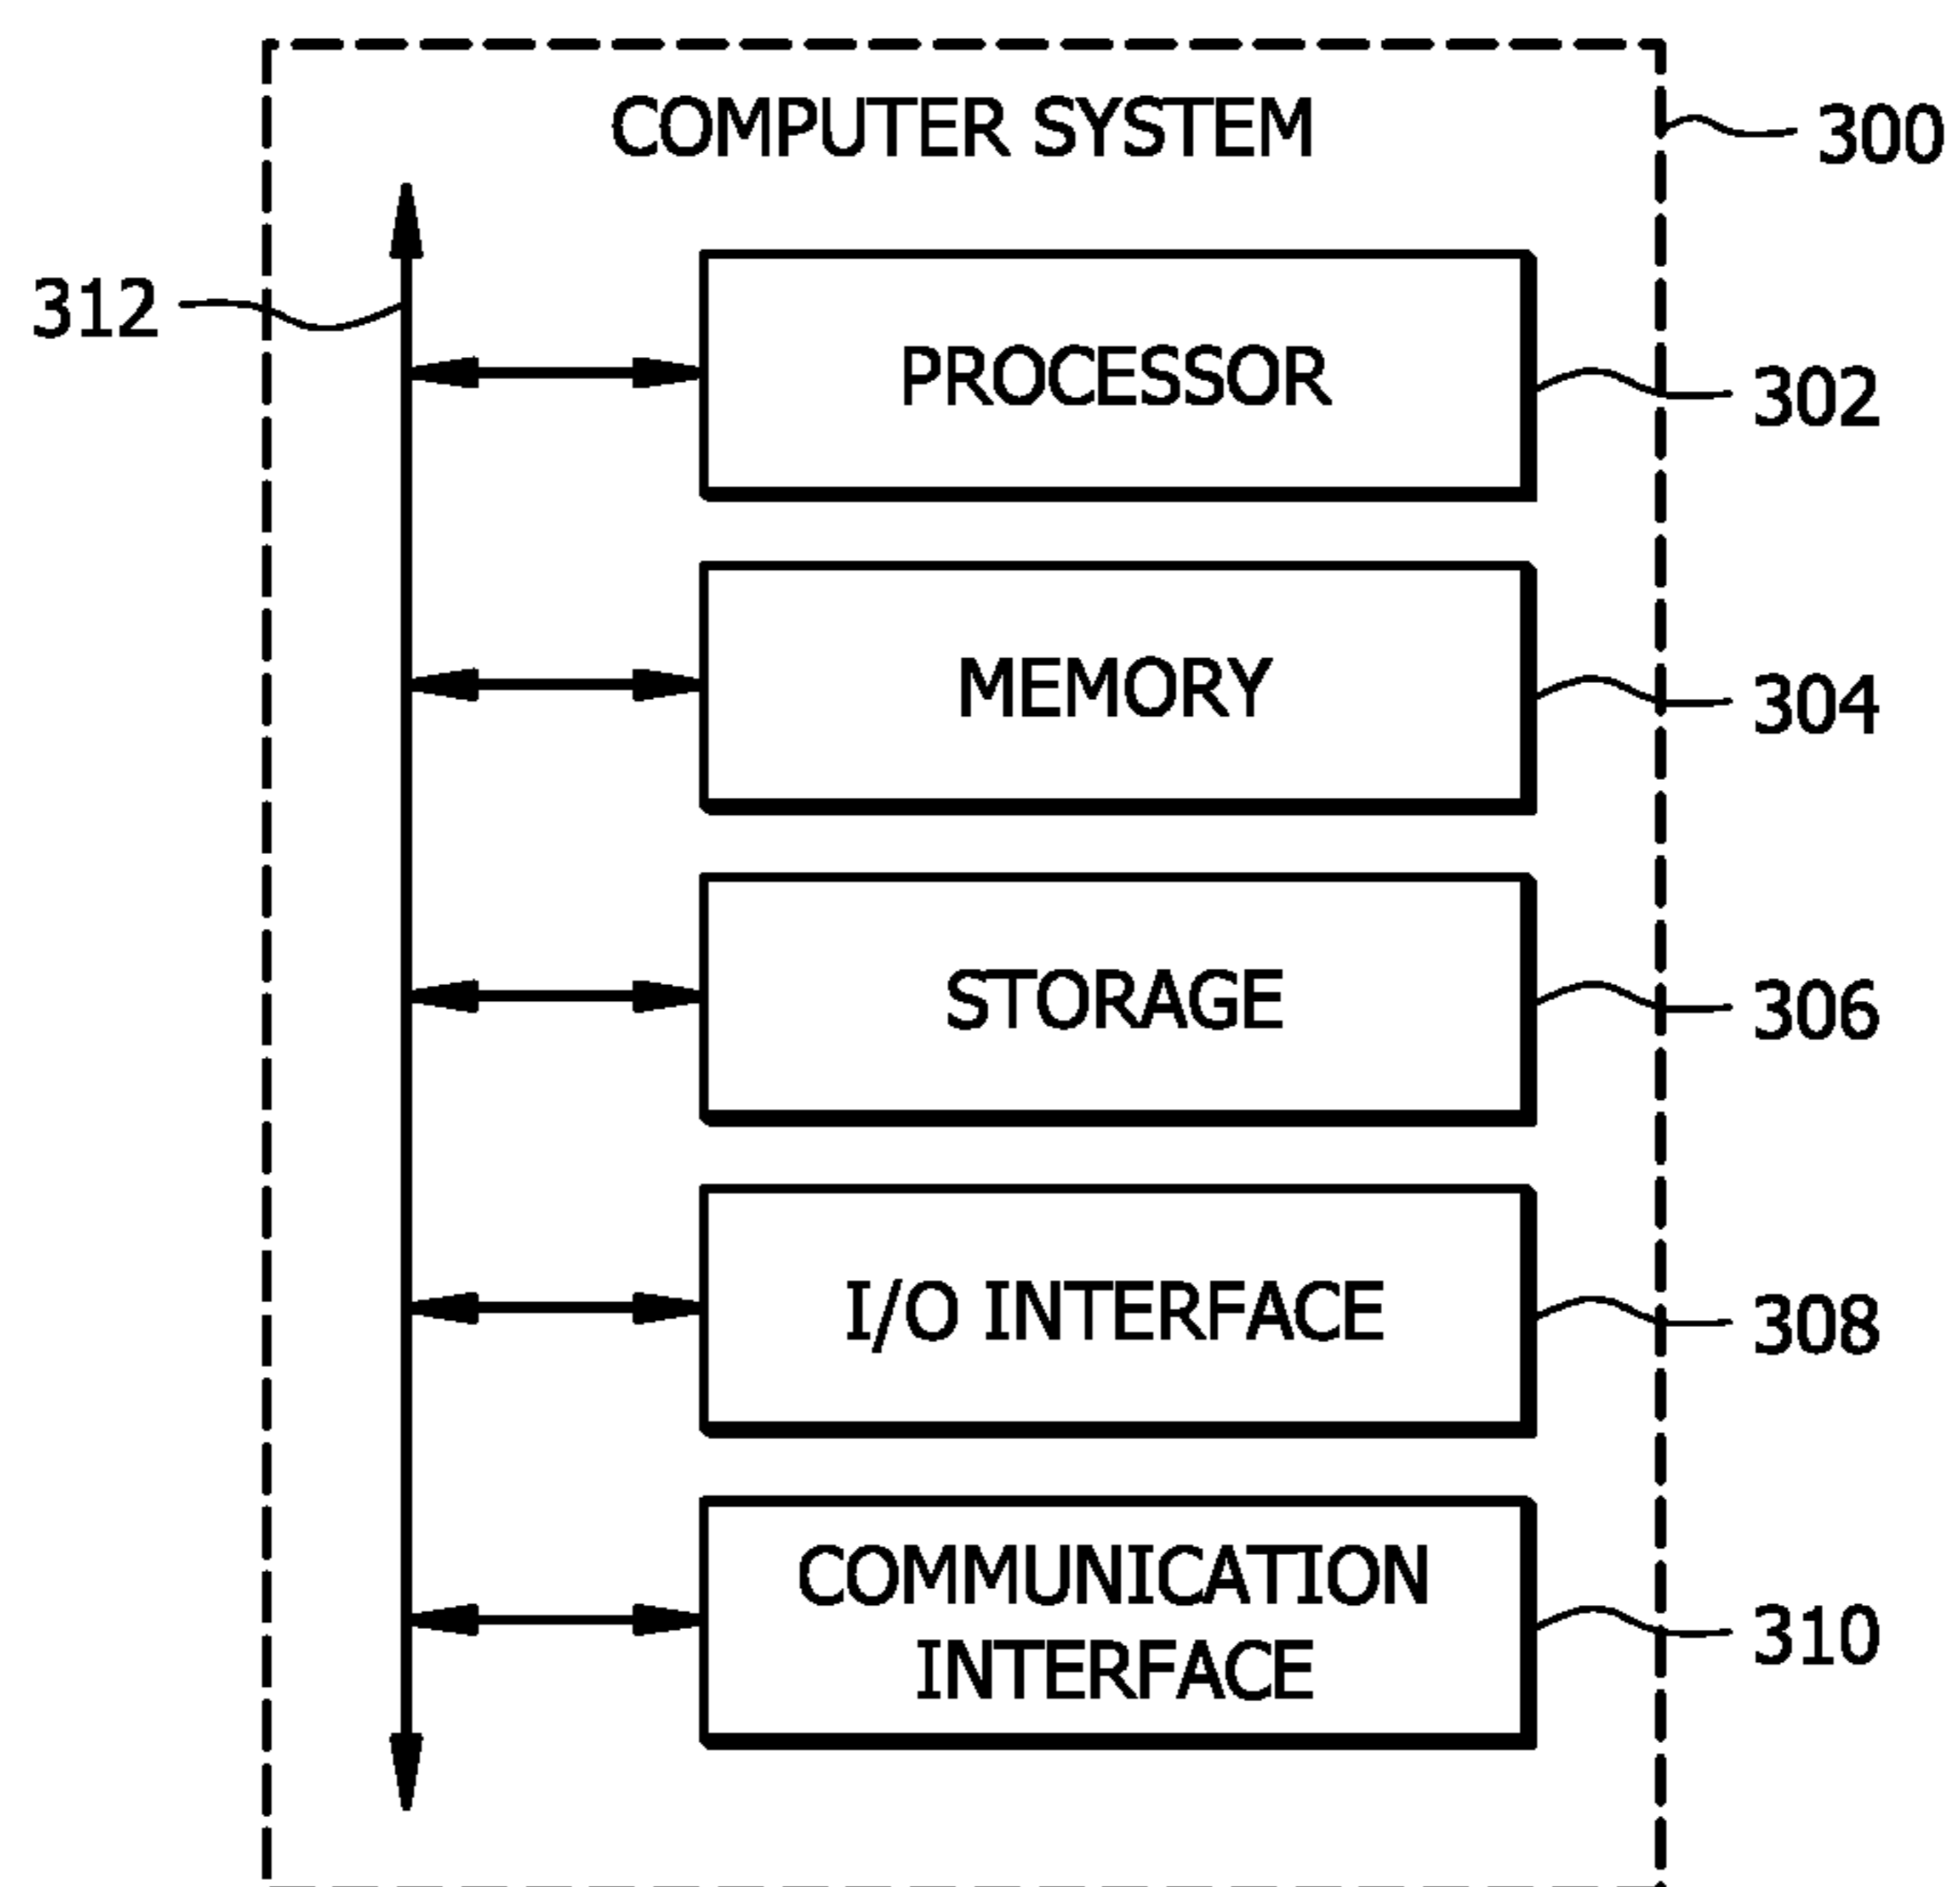 COMPUTER SYSTEM
300
312
PROCESSOR
302
MEMORY
304
STORAGE
306
I/O INTERFACE
308
COMMUNICATION
INTERFACE
310